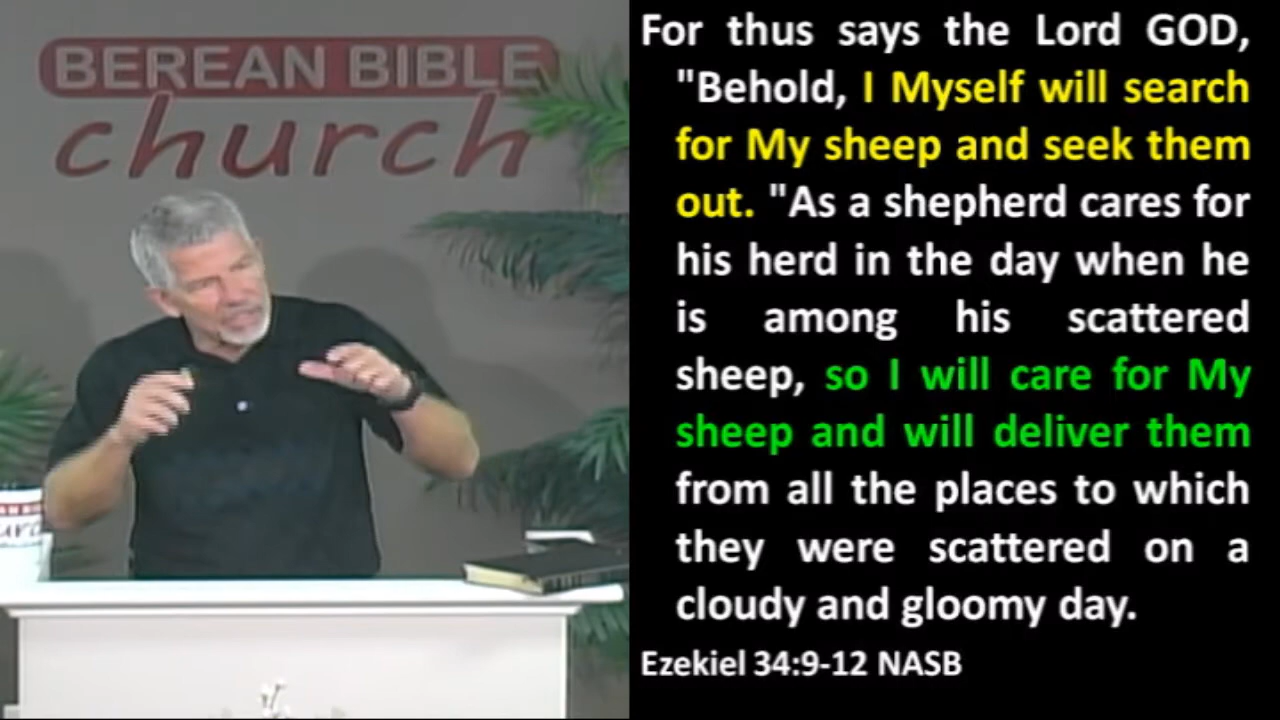 BEREAN BIBLE
church
For thus says the Lord GOD,
"Behold, I Myself will search
for My sheep and seek them
out. "As a shepherd cares for
his herd in the day when he
is among his scattered
sheep, so I will care for My
sheep and will deliver them
from all the places to which
they were scattered on a
cloudy and gloomy day.
Ezekiel 34:9-12 NASB